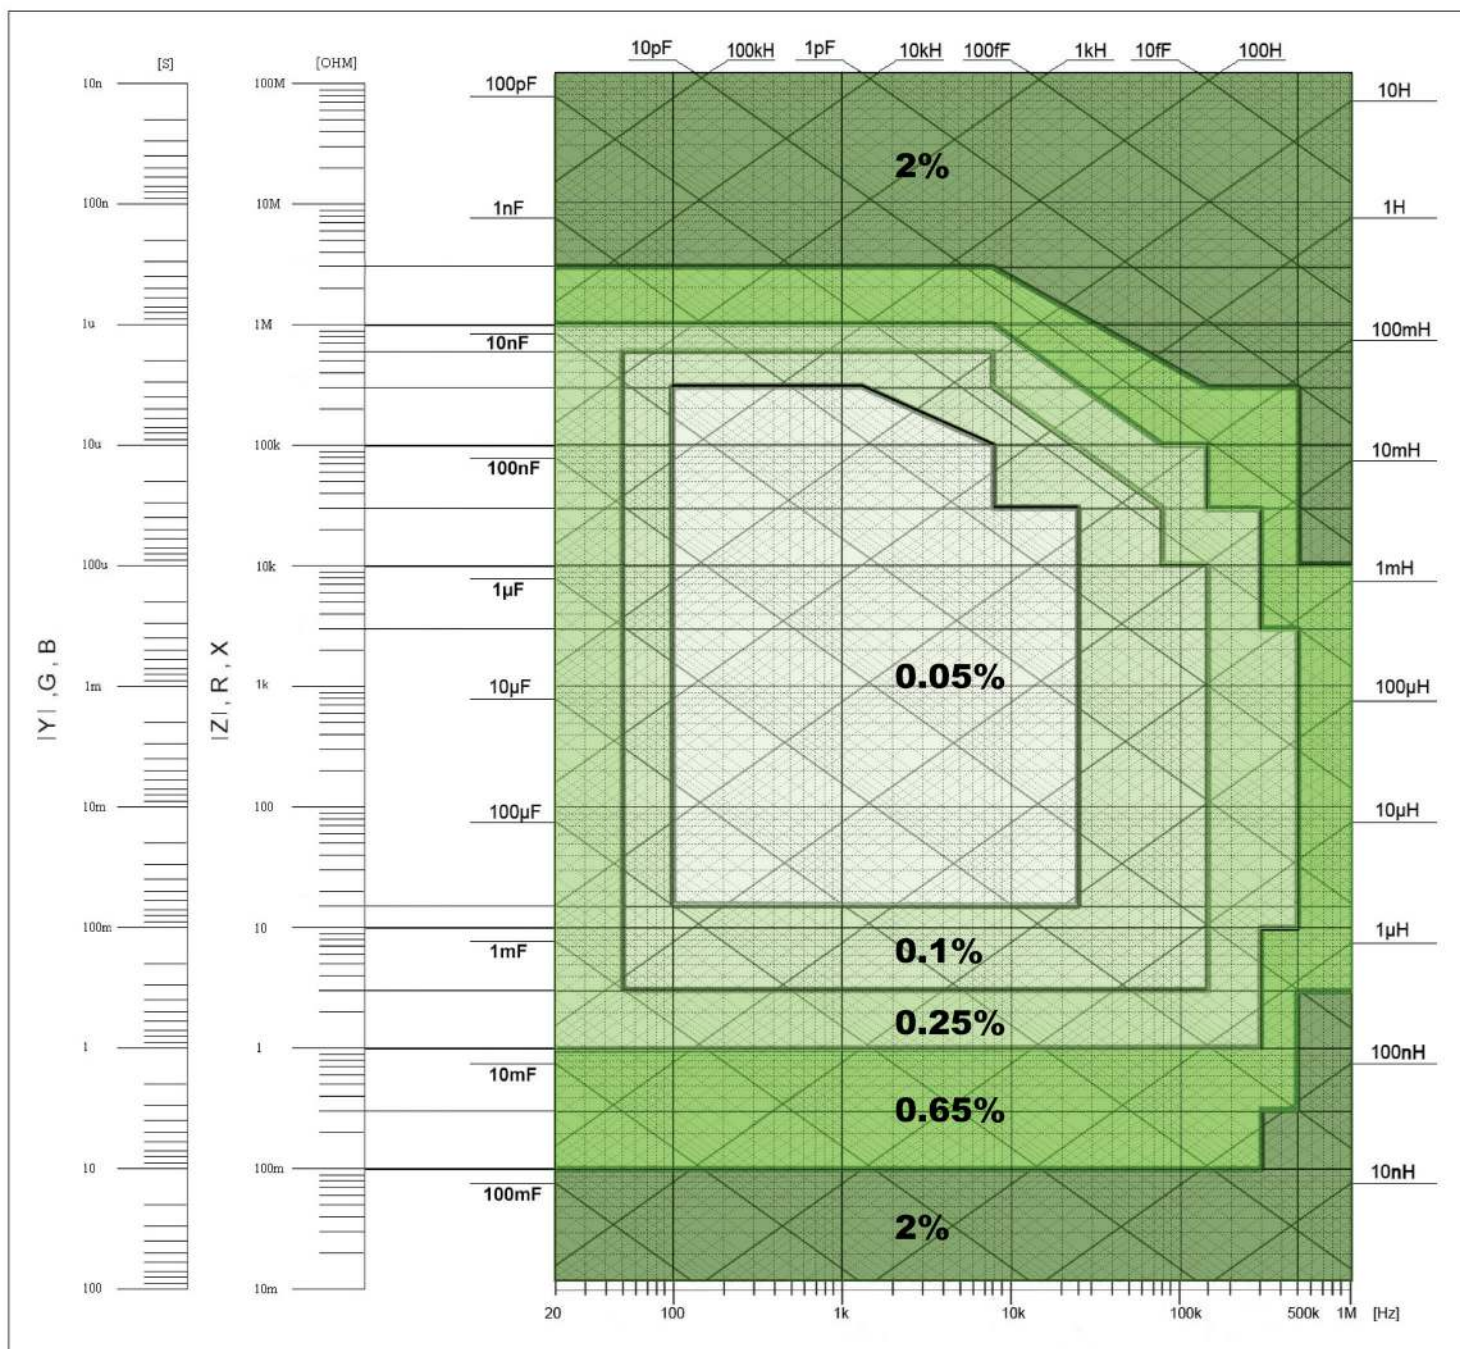 10pF 100kH 1pF 10kH 100fF 1kH 10fF 100H
[S] [OHM]
10n 100M 100pF 10H
2%
100n 10M 1nF 1H
1u 1M 10nF 100mH
10u 100k 100nF 10mH
100u 10k 1µF 1mH
|Y| ,G, B |Z|, R, X
0.05%
1m 1k 10µF 100µH
10m 100 100µF 10µH
100m 10 1mF 1µH
0.1%
0.25%
1 1 10mF 100nH
0.65%
10 100m 100mF 10nH
2%
100 10m
20 100 1k 10k 100k 500k 1M [Hz]